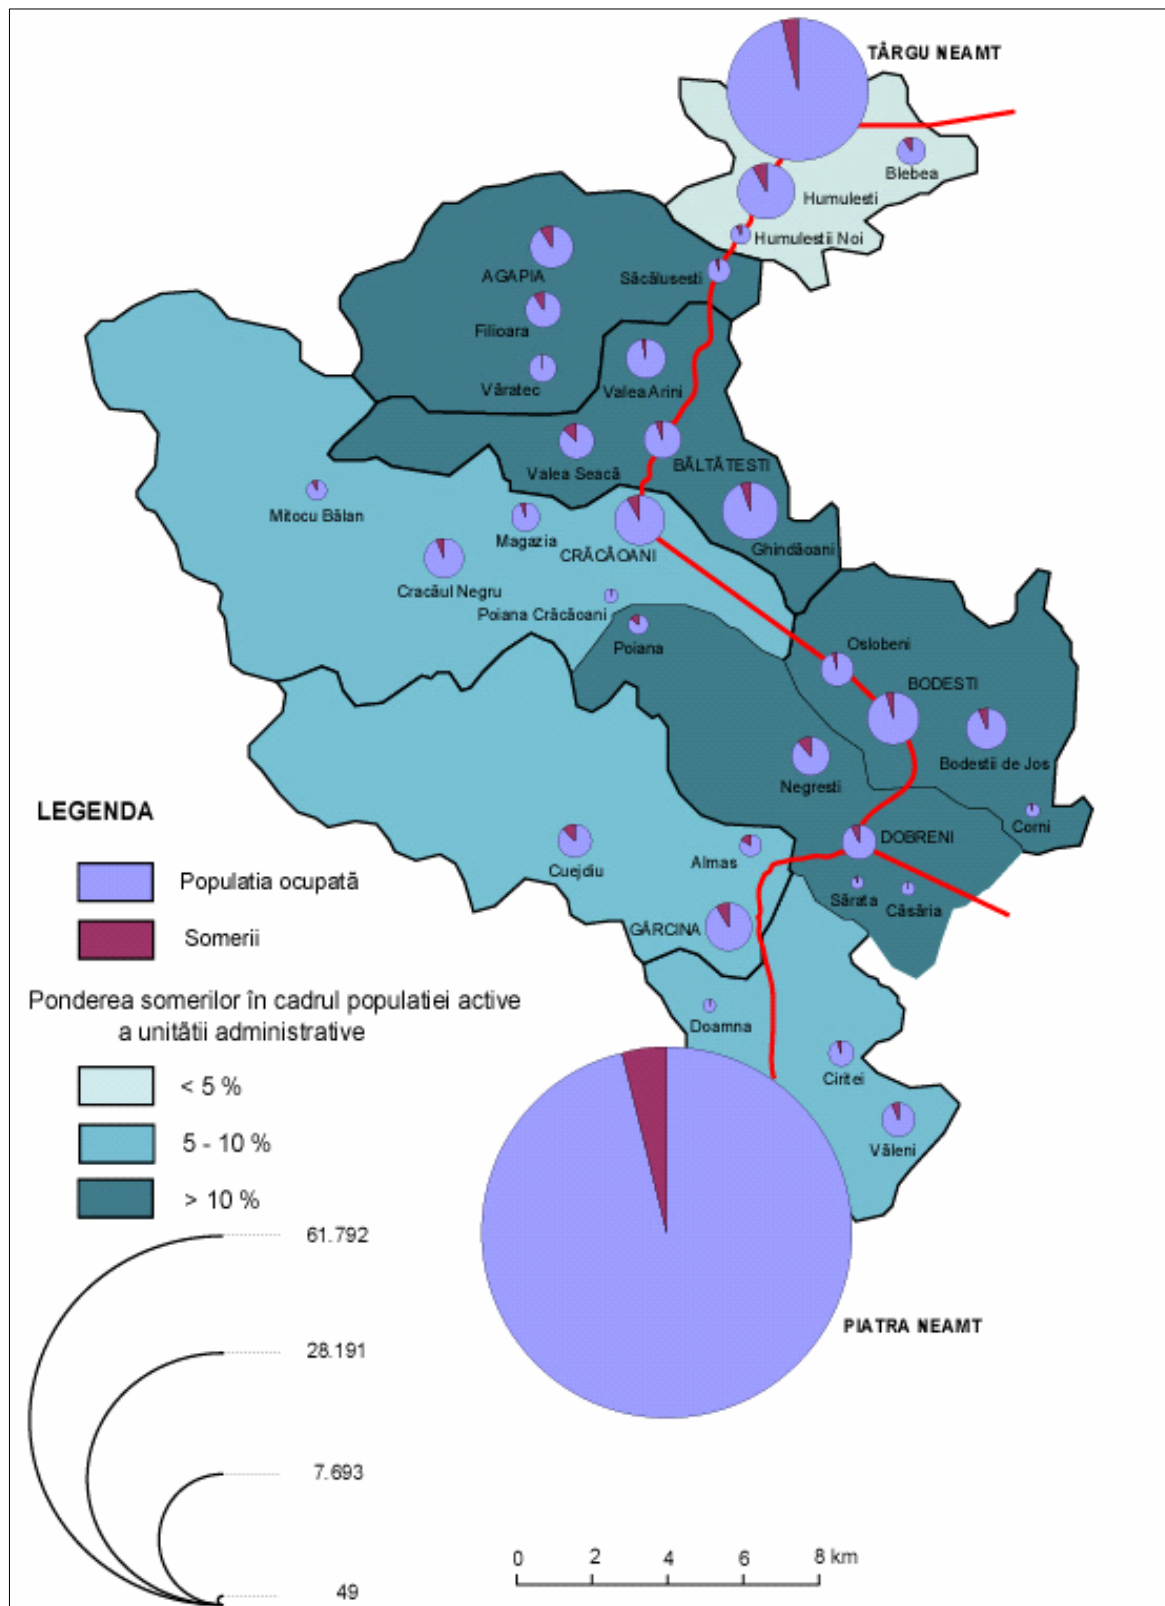 TÂRGU NEAMT
Blebea
Humulesti
Humulestii Noi
AGAPIA
Săcălusesti
Filioara
Văratec
Valea Arini
Valea Seacă
BĂLTĂTESTI
Mitocu Bălan
Magazia
CRĂCĂOANI
Ghindăoani
Cracăul Negru
Poiana Crăcăoani
Poiana
Oslobeni
BODESTI
Bodestii de Jos
Negresti
Corni
DOBRENI
Cuejdiu
Almas
Sărata
Căsăria
GÂRCINA
Doamna
Ciritei
Văleni
PIATRA NEAMT
LEGENDA
Populatia ocupată
Somerii
Ponderea somerilor în cadrul populatiei active
a unitătii administrative
< 5 %
5 - 10 %
> 10 %
61.792
28.191
7.693
49
0 2 4 6 8 km